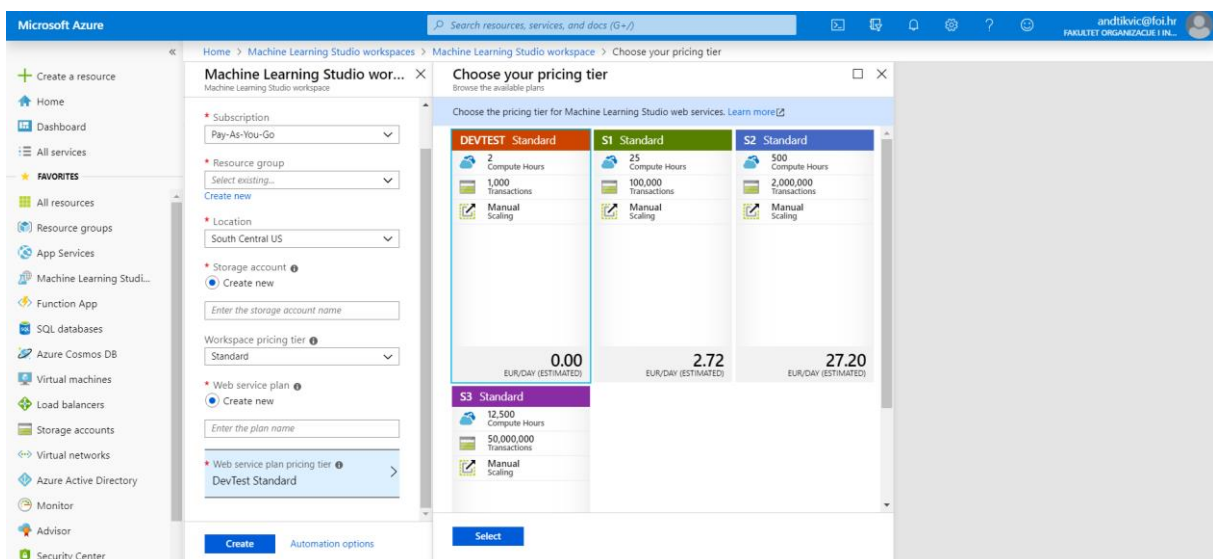 Microsoft Azure
Search resources, services, and docs (G+/)
andtikvic@foi.hr
FAKULTET ORGANIZACIJE I IN...
«
Home > Machine Learning Studio workspaces > Machine Learning Studio workspace > Choose your pricing tier
Create a resource
Home
Dashboard
All services
FAVORITES
All resources
Resource groups
App Services
Machine Learning Studi...
Function App
SQL databases
Azure Cosmos DB
Virtual machines
Load balancers
Storage accounts
Virtual networks
Azure Active Directory
Monitor
Advisor
Security Center
Machine Learning Studio wor...
Machine Learning Studio workspace
* Subscription
Pay-As-You-Go
* Resource group
Select existing...
Create new
* Location
South Central US
* Storage account
Create new
Enter the storage account name
Workspace pricing tier
Standard
* Web service plan
Create new
Enter the plan name
* Web service plan pricing tier
DevTest Standard
Create
Automation options
Choose your pricing tier
Browse the available plans
Choose the pricing tier for Machine Learning Studio web services. Learn more
DEVTEST Standard
2
Compute Hours
1,000
Transactions
Manual
Scaling
0.00
EUR/DAY (ESTIMATED)
S1 Standard
25
Compute Hours
100,000
Transactions
Manual
Scaling
2.72
EUR/DAY (ESTIMATED)
S2 Standard
500
Compute Hours
2,000,000
Transactions
Manual
Scaling
27.20
EUR/DAY (ESTIMATED)
S3 Standard
12,500
Compute Hours
50,000,000
Transactions
Manual
Scaling
Select